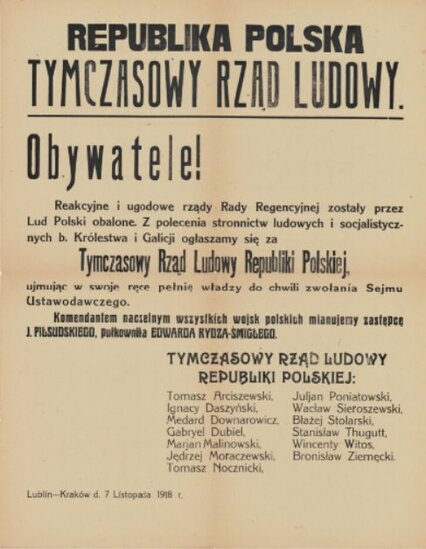 REPUBLIKA POLSKA
TYMCZASOWY RZĄD LUDOWY.
Obywatele!
Reakcyjne i ugodowe rządy Rady Regencyjnej zostały przez
Lud Polski obalone. Z polecenia stronnictw ludowych i socjalistycz-
nych b. Królestwa i Galicji ogłaszamy się za
Tymczasowy Rząd Ludowy Republiki Polskiej,
ujmując w swoje ręce pełnię władzy do chwili zwołania Sejmu
Ustawodawczego.
Komendantem naczelnym wszystkich wojsk polskich mianujemy zastępcę
J. PIŁSUDSKIEGO, pułkownika EDWARDA RYDZA-ŚMIGŁEGO.
TYMCZASOWY RZĄD LUDOWY
REPUBLIKI POLSKIEJ:
Tomasz Arciszewski, Juljan Poniatowski,
Ignacy Daszyński, Wacław Sieroszewski,
Medard Downarowicz, Błażej Stolarski,
Gabryel Dubiel, Stanisław Thugutt,
Marjan Malinowski, Wincenty Witos,
Jędrzej Moraczewski, Bronisław Ziemęcki.
Tomasz Nocznicki,
Lublin—Kraków d. 7 Listopada 1918 r.